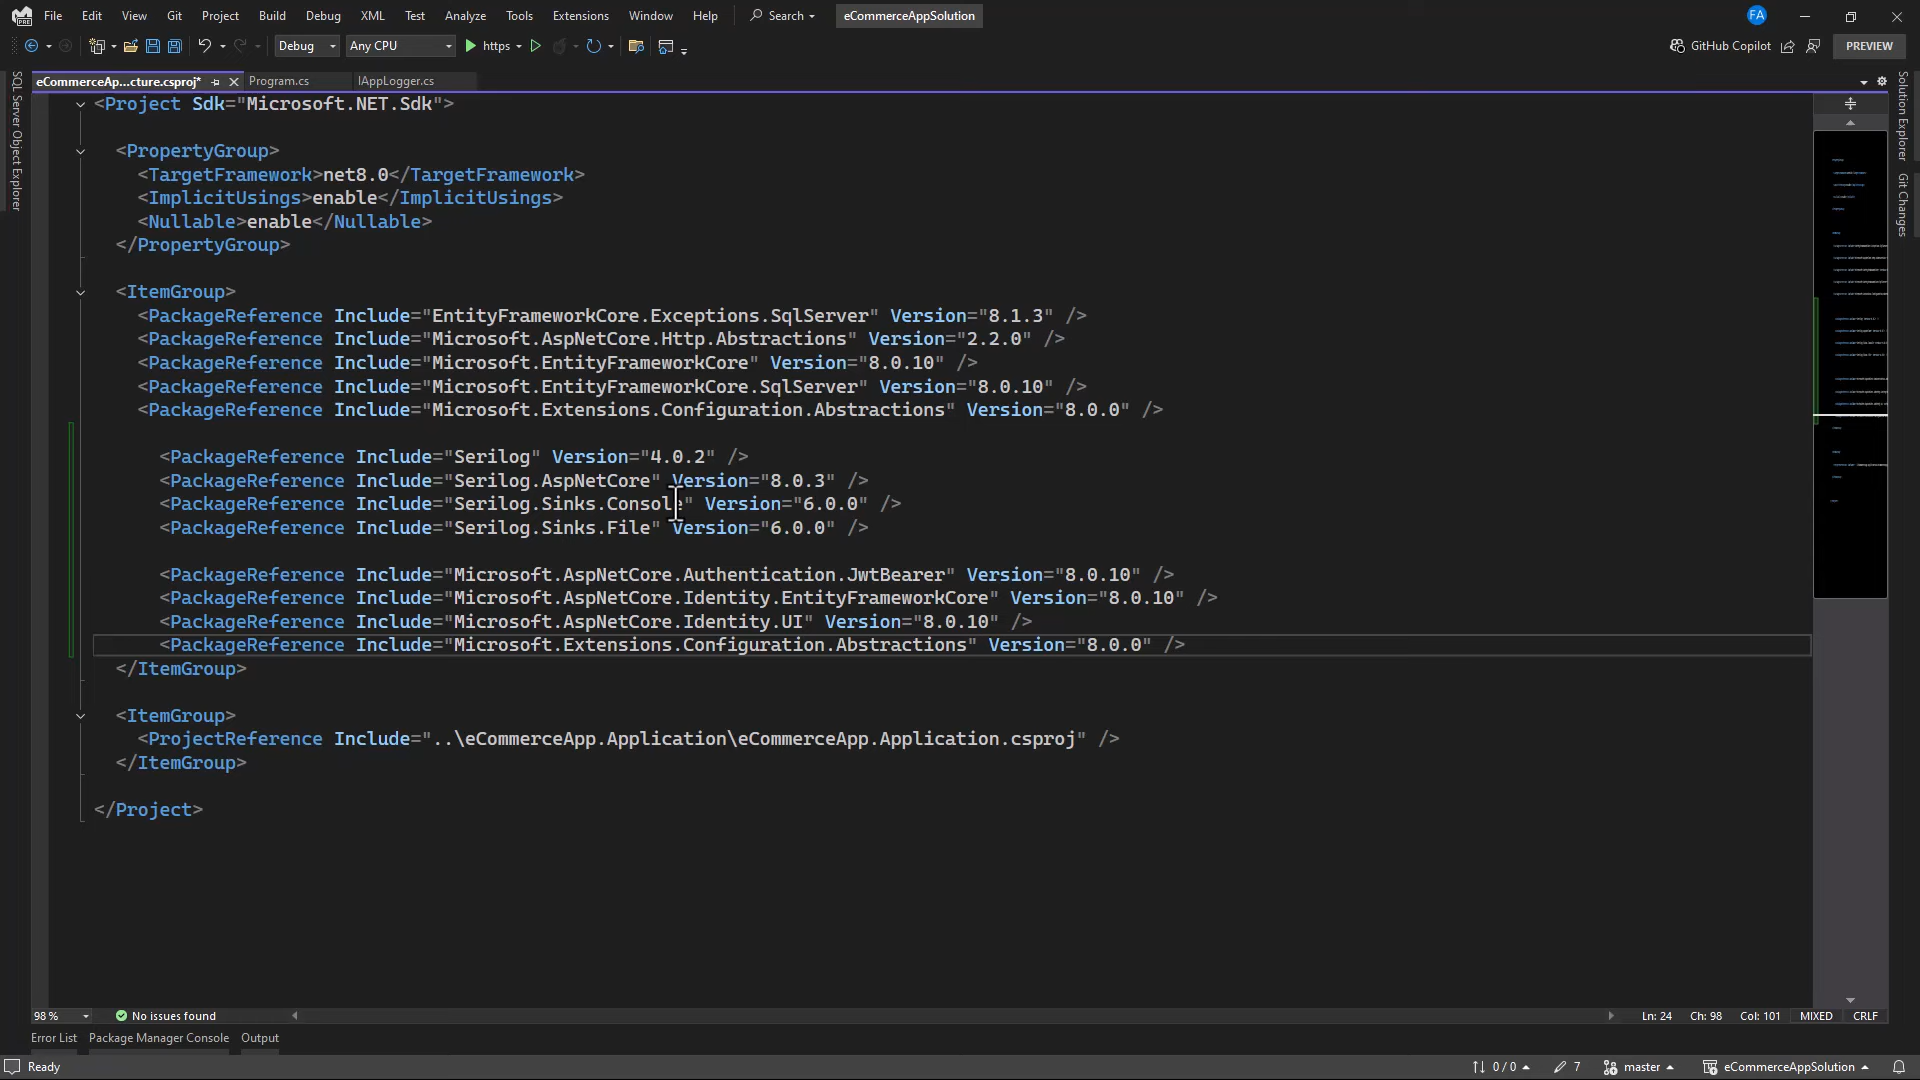 File Edit View Git Project Build Debug XML Test Analyze Tools Extensions Window Help Search eCommerceAppSolution FA
Debug Any CPU https GitHub Copilot PREVIEW
eCommerceAp...cture.csproj* Program.cs IAppLogger.cs
SQL Server Object Explorer
Solution Explorer
Git Changes
<Project Sdk="Microsoft.NET.Sdk">
<PropertyGroup>
<TargetFramework>net8.0</TargetFramework>
<ImplicitUsings>enable</ImplicitUsings>
<Nullable>enable</Nullable>
</PropertyGroup>
<ItemGroup>
<PackageReference Include="EntityFrameworkCore.Exceptions.SqlServer" Version="8.1.3" />
<PackageReference Include="Microsoft.AspNetCore.Http.Abstractions" Version="2.2.0" />
<PackageReference Include="Microsoft.EntityFrameworkCore" Version="8.0.10" />
<PackageReference Include="Microsoft.EntityFrameworkCore.SqlServer" Version="8.0.10" />
<PackageReference Include="Microsoft.Extensions.Configuration.Abstractions" Version="8.0.0" />
<PackageReference Include="Serilog" Version="4.0.2" />
<PackageReference Include="Serilog.AspNetCore" Version="8.0.3" />
<PackageReference Include="Serilog.Sinks.Console" Version="6.0.0" />
<PackageReference Include="Serilog.Sinks.File" Version="6.0.0" />
<PackageReference Include="Microsoft.AspNetCore.Authentication.JwtBearer" Version="8.0.10" />
<PackageReference Include="Microsoft.AspNetCore.Identity.EntityFrameworkCore" Version="8.0.10" />
<PackageReference Include="Microsoft.AspNetCore.Identity.UI" Version="8.0.10" />
<PackageReference Include="Microsoft.Extensions.Configuration.Abstractions" Version="8.0.0" />
</ItemGroup>
<ItemGroup>
<ProjectReference Include="..\eCommerceApp.Application\eCommerceApp.Application.csproj" />
</ItemGroup>
</Project>
98 % No issues found Ln: 24 Ch: 98 Col: 101 MIXED CRLF
Error List Package Manager Console Output
Ready 0 / 0 7 master eCommerceAppSolution